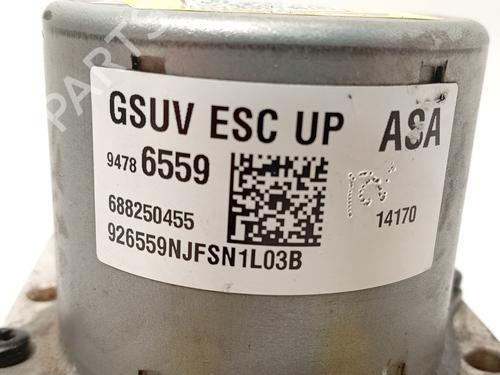 GSUV ESC UP ASA
9478 6559
688250455
14170
926559NJFSN1L03B